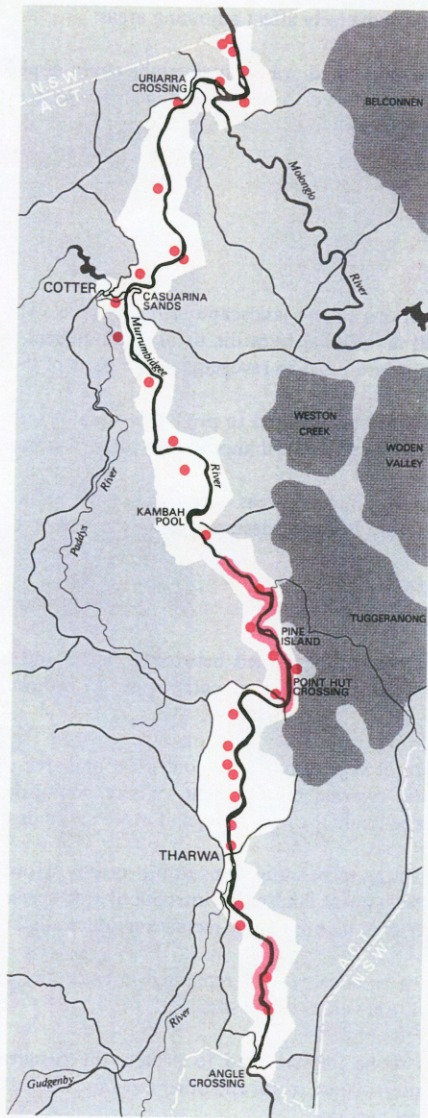 N.S.W.
A.C.T.
URIARRA
CROSSING
BELCONNEN
Molonglo
River
COTTER
CASUARINA
SANDS
Murrumbidgee
River
WESTON
CREEK
WODEN
VALLEY
River
Paddys
KAMBAH
POOL
TUGGERANONG
PINE
ISLAND
POINT HUT
CROSSING
THARWA
A.C.T.
N.S.W.
River
Gudgenby
ANGLE
CROSSING